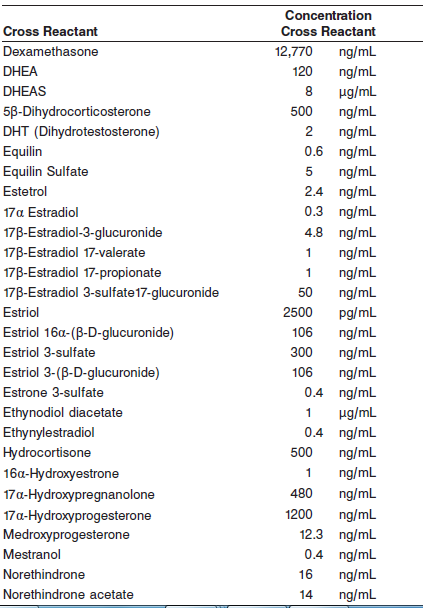 Concentration
Cross Reactant Cross Reactant
Dexamethasone 12,770 ng/mL
DHEA 120 ng/mL
DHEAS 8 µg/mL
5β-Dihydrocorticosterone 500 ng/mL
DHT (Dihydrotestosterone) 2 ng/mL
Equilin 0.6 ng/mL
Equilin Sulfate 5 ng/mL
Estetrol 2.4 ng/mL
17α Estradiol 0.3 ng/mL
17β-Estradiol-3-glucuronide 4.8 ng/mL
17β-Estradiol 17-valerate 1 ng/mL
17β-Estradiol 17-propionate 1 ng/mL
17β-Estradiol 3-sulfate17-glucuronide 50 ng/mL
Estriol 2500 pg/mL
Estriol 16α-(β-D-glucuronide) 106 ng/mL
Estriol 3-sulfate 300 ng/mL
Estriol 3-(β-D-glucuronide) 106 ng/mL
Estrone 3-sulfate 0.4 ng/mL
Ethynodiol diacetate 1 µg/mL
Ethynylestradiol 0.4 ng/mL
Hydrocortisone 500 ng/mL
16α-Hydroxyestrone 1 ng/mL
17α-Hydroxypregnanolone 480 ng/mL
17α-Hydroxyprogesterone 1200 ng/mL
Medroxyprogesterone 12.3 ng/mL
Mestranol 0.4 ng/mL
Norethindrone 16 ng/mL
Norethindrone acetate 14 ng/mL